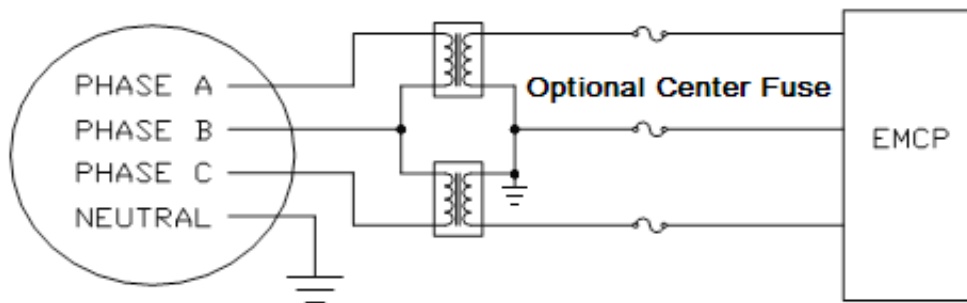 PHASE A
PHASE B
PHASE C
NEUTRAL
Optional Center Fuse
EMCP